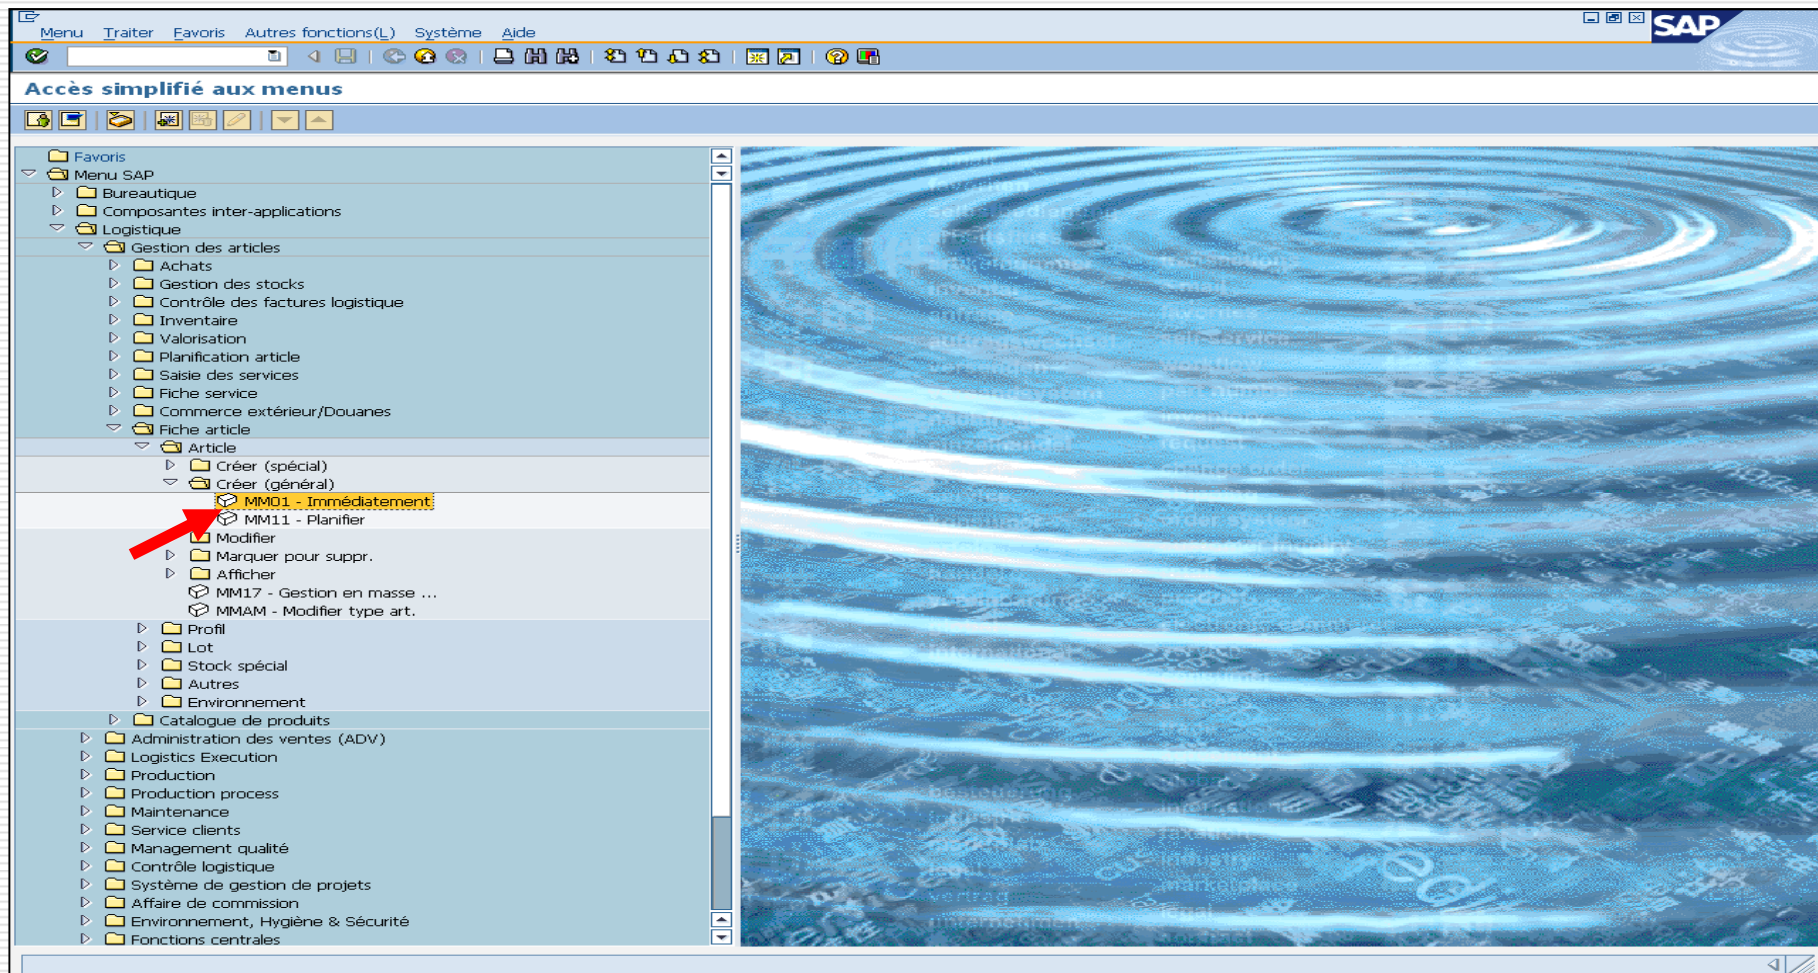 Menu Traiter Favoris Autres fonctions(L) Système Aide
SAP
Accès simplifié aux menus
Favoris
Menu SAP
Bureautique
Composantes inter-applications
Logistique
Gestion des articles
Achats
Gestion des stocks
Contrôle des factures logistique
Inventaire
Valorisation
Planification article
Saisie des services
Fiche service
Commerce extérieur/Douanes
Fiche article
Article
Créer (spécial)
Créer (général)
MM01 - Immédiatement
MM11 - Planifier
Modifier
Marquer pour suppr.
Afficher
MM17 - Gestion en masse ...
MMAM - Modifier type art.
Profil
Lot
Stock spécial
Autres
Environnement
Catalogue de produits
Administration des ventes (ADV)
Logistics Execution
Production
Production process
Maintenance
Service clients
Management qualité
Contrôle logistique
Système de gestion de projets
Affaire de commission
Environnement, Hygiène & Sécurité
Fonctions centrales